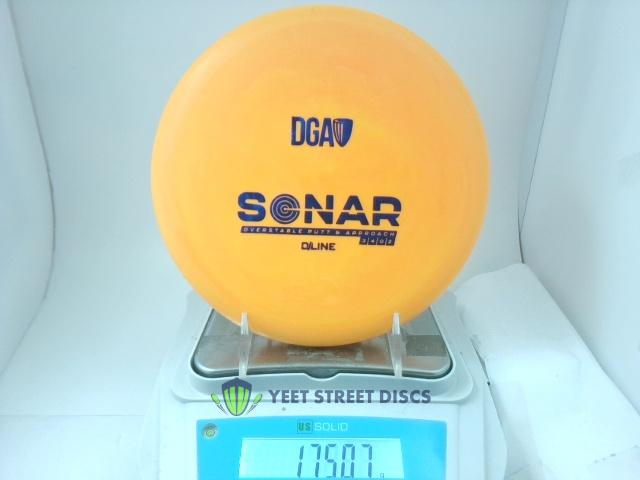 DGA
SONAR
OVERSTABLE PUTT & APPROACH
3|4|0|2
D/LINE
YEET STREET DISCS
US SOLID
175.07 g